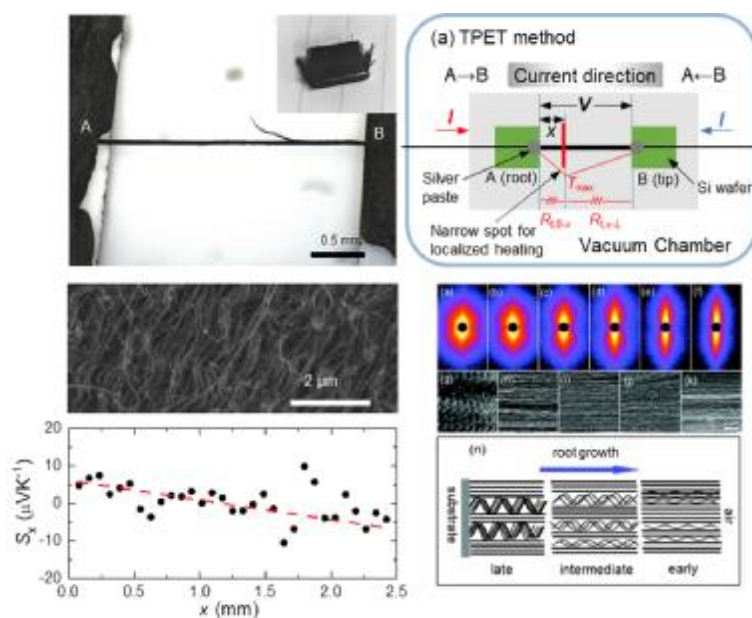 A
B
0.5 mm
(a) TPET method
A→B
Current direction
A←B
V
I
x
I
Silver
paste
A (root)
T
B (tip)
Si wafer
Narrow spot for
localized heating
Vacuum Chamber
2 μm
(a)
(b)
(c)
(d)
(e)
(f)
20
10
0
-10
-20
Sx (μVK⁻¹)
0.0
0.5
1.0
1.5
2.0
2.5
x (mm)
(n)
root growth
substrate
air
late
intermediate
early